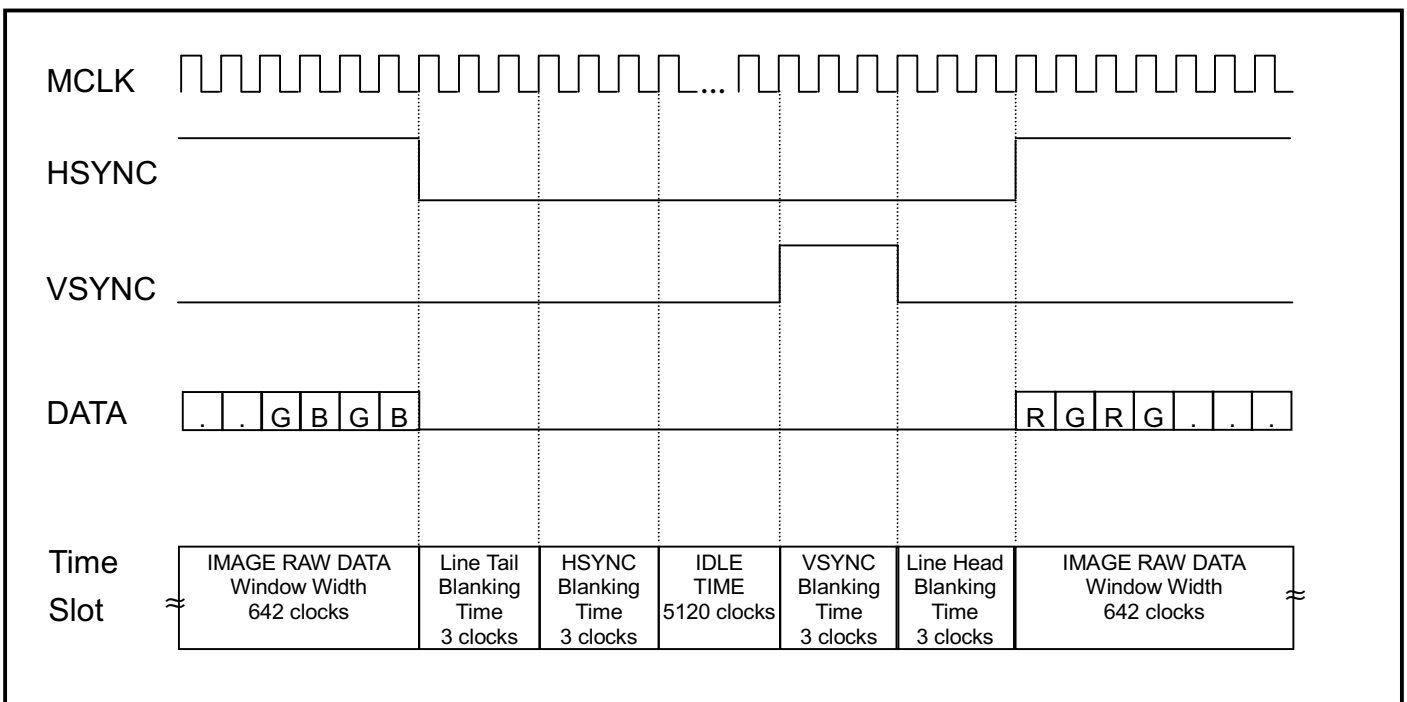 MCLK
...
HSYNC
VSYNC
DATA
. . G B G B
R G R G . . .
Time
Slot
≈
IMAGE RAW DATA
Window Width
642 clocks
Line Tail
Blanking
Time
3 clocks
HSYNC
Blanking
Time
3 clocks
IDLE
TIME
5120 clocks
VSYNC
Blanking
Time
3 clocks
Line Head
Blanking
Time
3 clocks
IMAGE RAW DATA
Window Width
642 clocks
≈